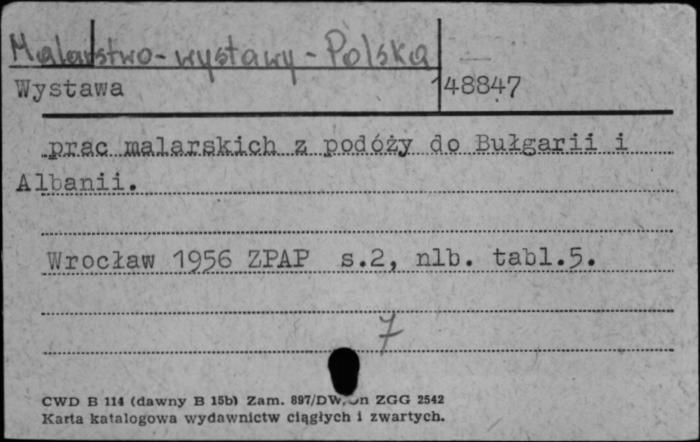 Malarstwo-wystawy-Polska
Wystawa 48847
prac malarskich z podóży do Bułgarii i
Albanii.
Wrocław 1956 ZPAP s.2, nlb. tabl.5.
7
CWD B 114 (dawny B 15b) Zam. 897/DW. ZGG 2542
Karta katalogowa wydawnictw ciągłych i zwartych.